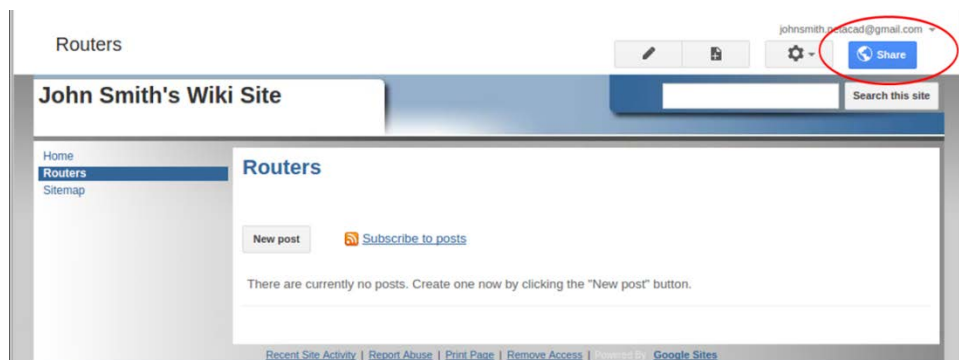 johnsmith.netacad@gmail.com
Routers
Share
John Smith's Wiki Site
Search this site
Home
Routers
Sitemap
Routers
New post
Subscribe to posts
There are currently no posts. Create one now by clicking the "New post" button.
Recent Site Activity | Report Abuse | Print Page | Remove Access | Powered By Google Sites